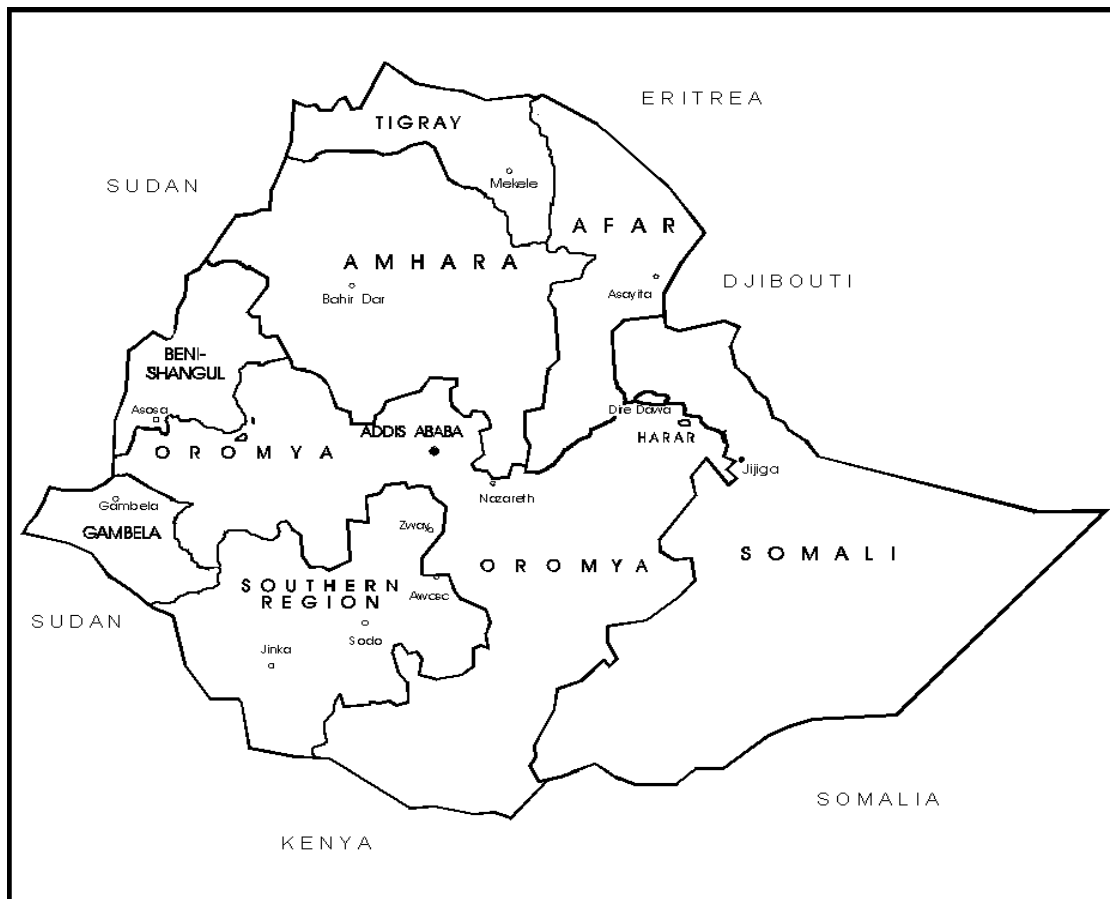 ERITREA
TIGRAY
Mekele
SUDAN
AFAR
AMHARA
Asayita
DJIBOUTI
Bahir Dar
BENI-
SHANGUL
Asosa
Dire Dawa
ADDIS ABABA
HARAR
OROMYA
Jijiga
Nazareth
Gambela
GAMBELA
Zway
SOMALI
OROMYA
SOUTHERN
REGION
Awasa
SUDAN
Sodo
Jinka
SOMALIA
KENYA